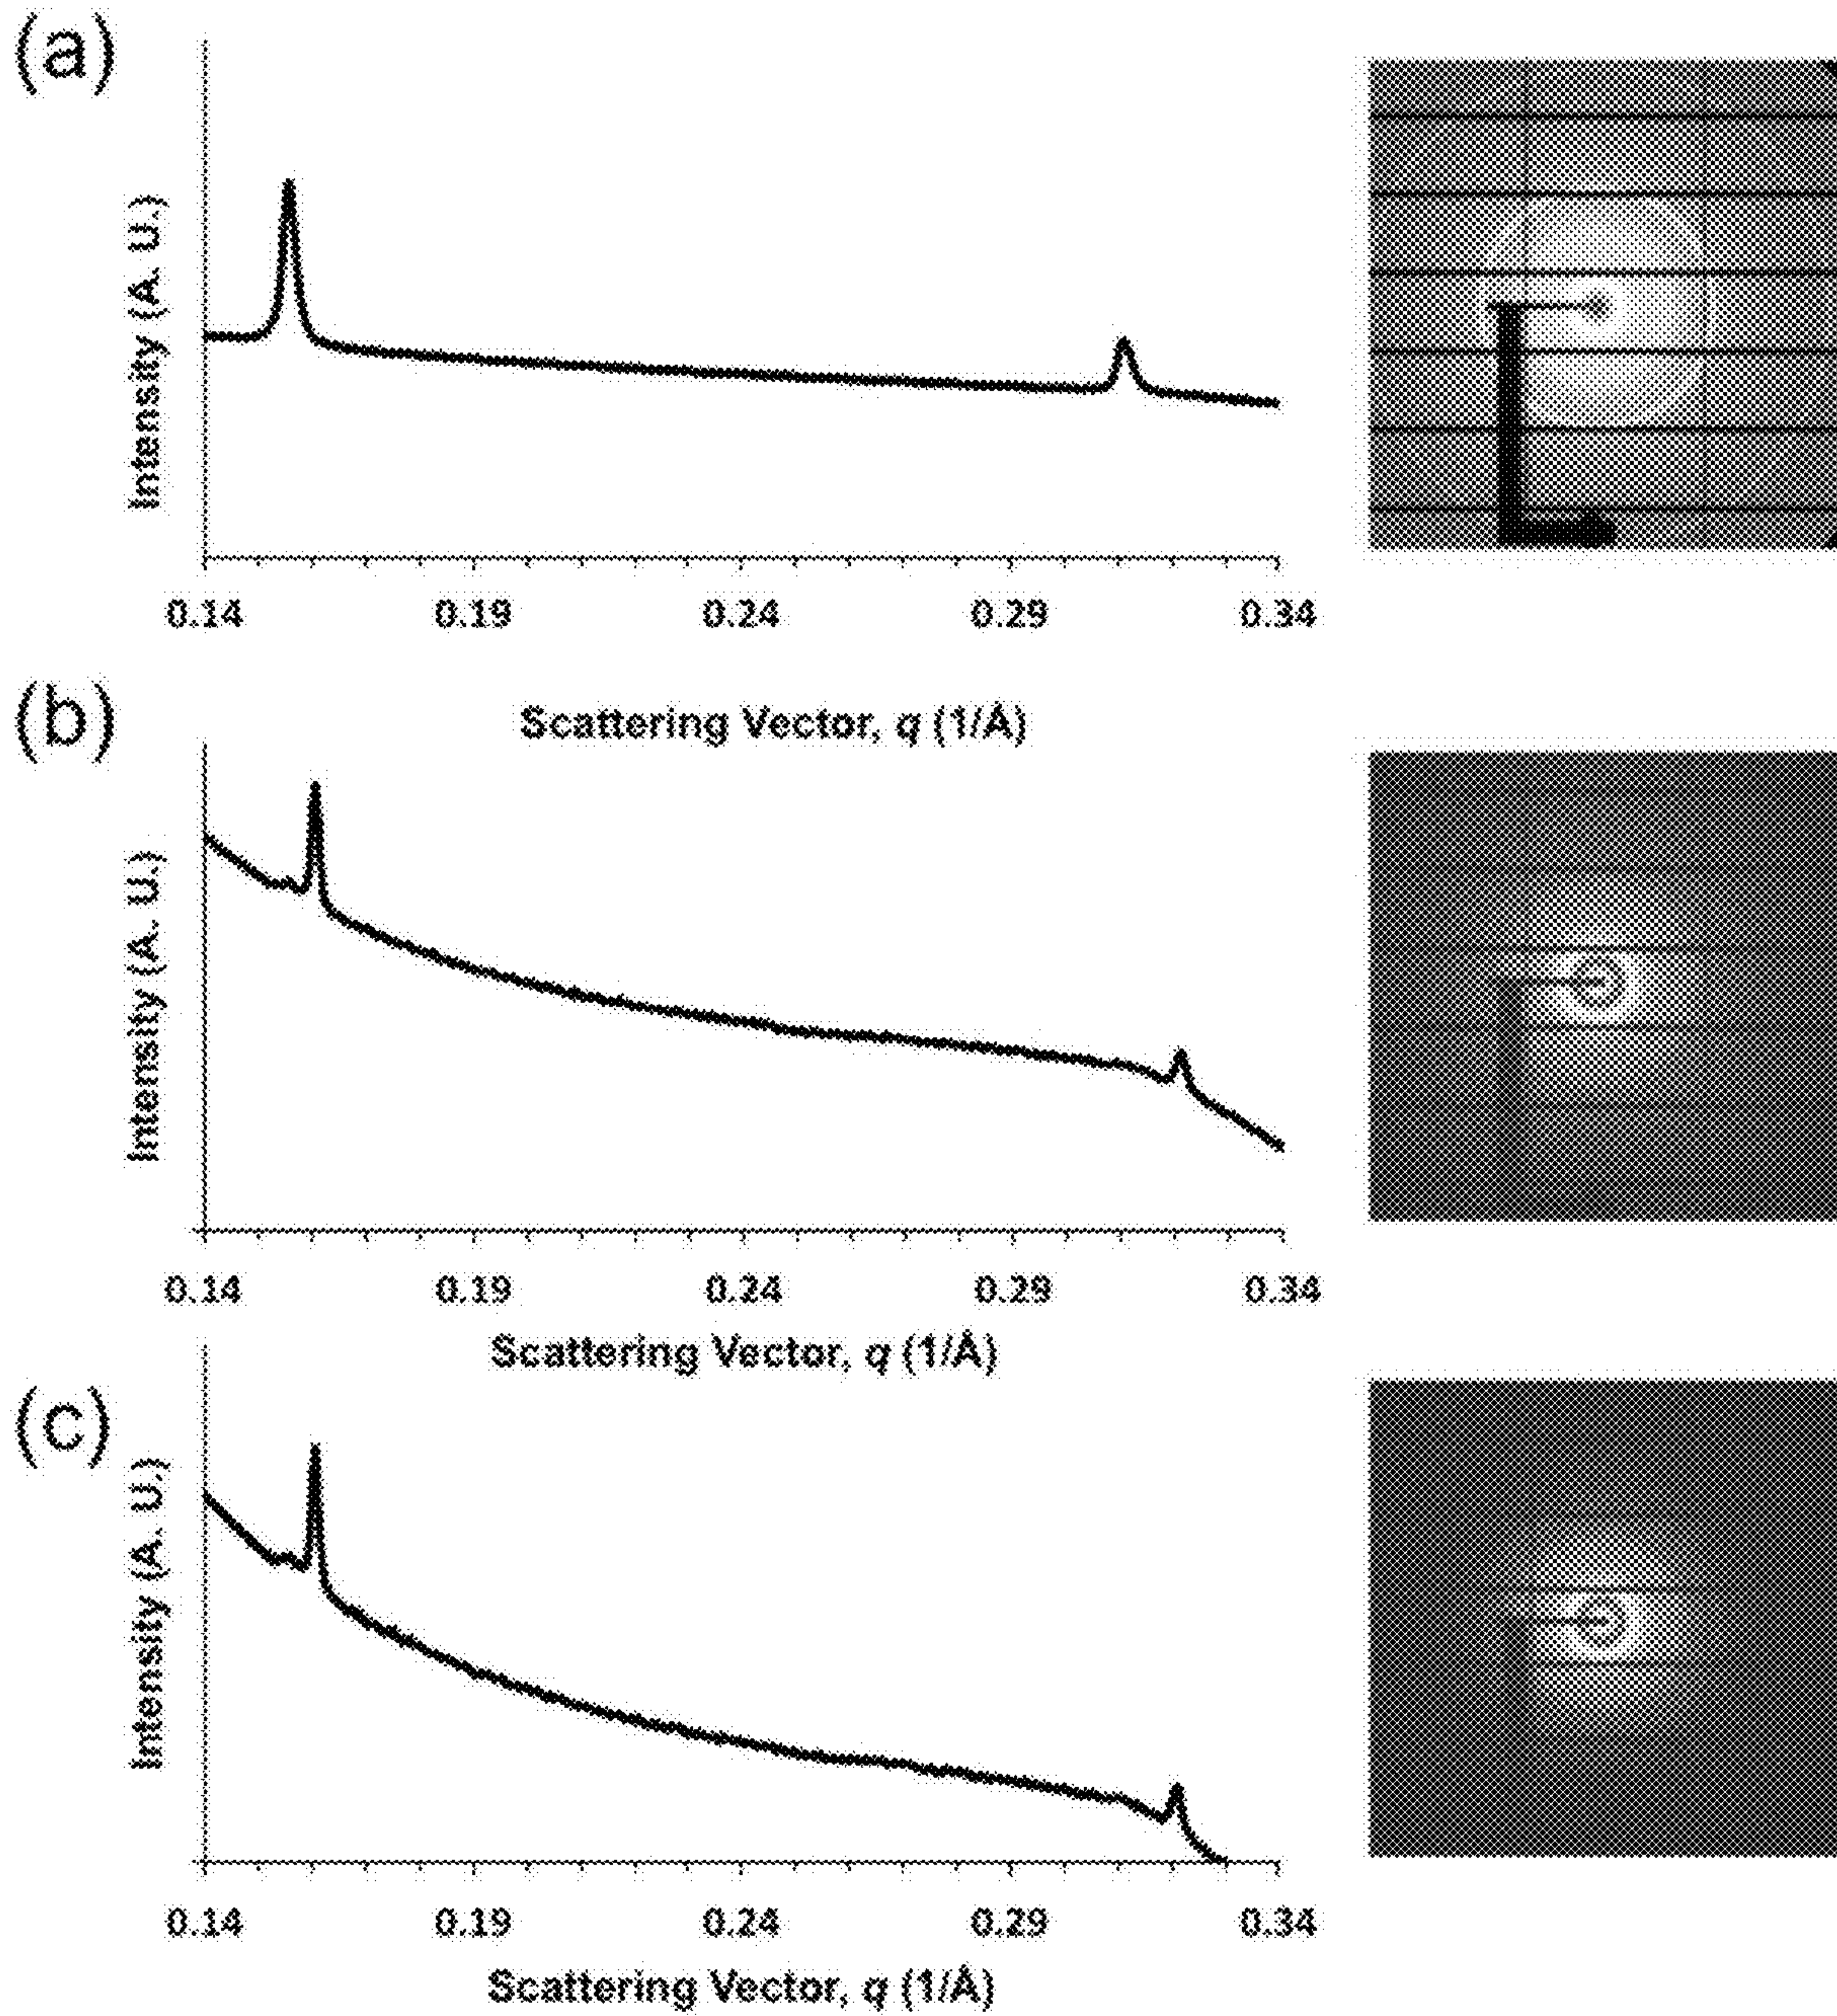 (a)
Intensity (A. U.)
0.14 0.19 0.24 0.29 0.34
Scattering Vector, q (1/Å)
(b)
Intensity (A. U.)
0.14 0.19 0.24 0.29 0.34
Scattering Vector, q (1/Å)
(c)
Intensity (A. U.)
0.14 0.19 0.24 0.29 0.34
Scattering Vector, q (1/Å)